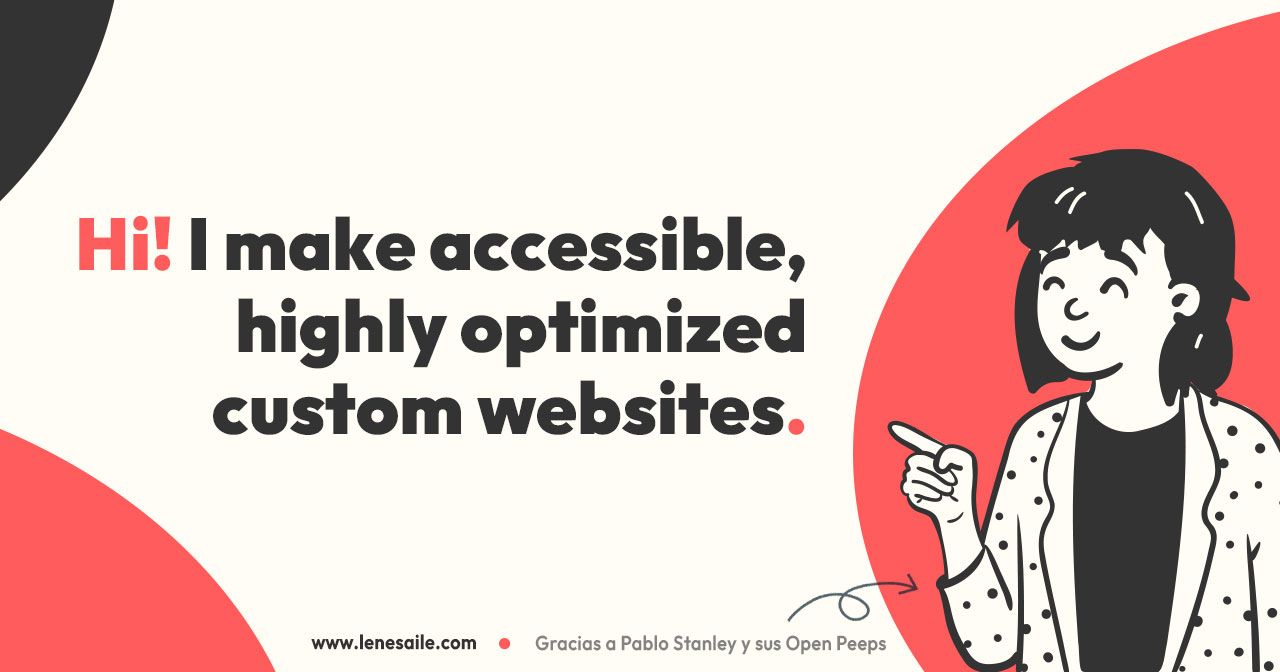 Hi! I make accessible,
highly optimized
custom websites.
www.lenesaile.com • Gracias a Pablo Stanley y sus Open Peeps